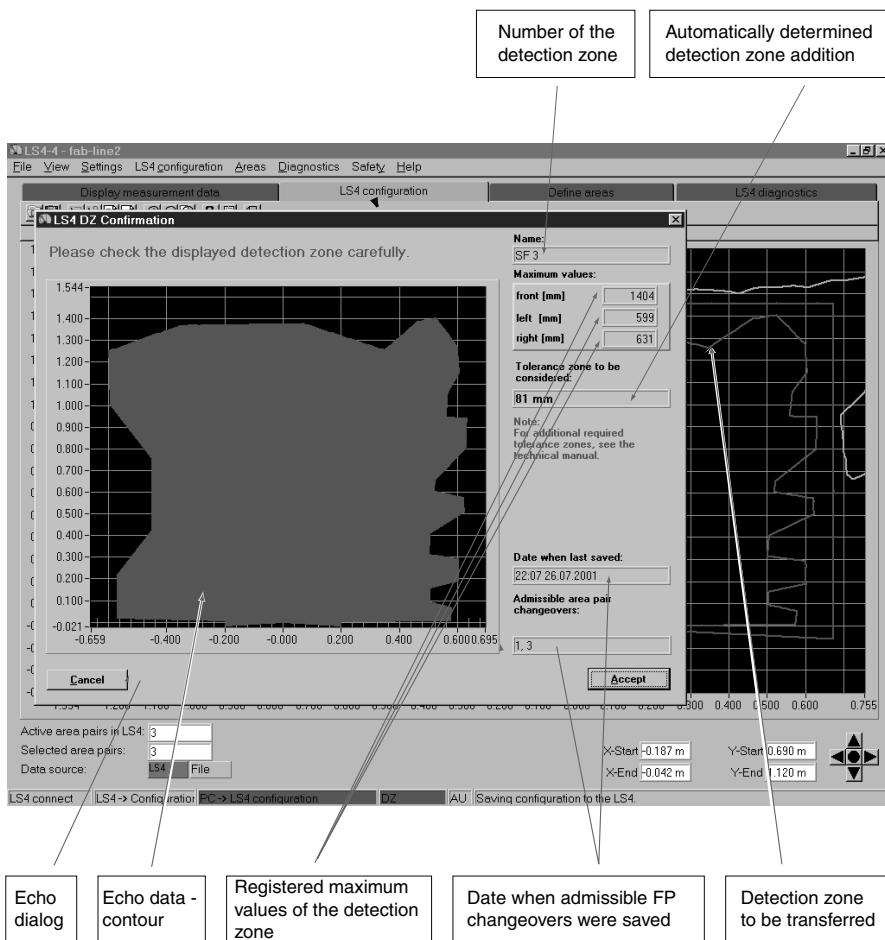 Number of the
detection zone
Automatically determined
detection zone addition
LS4-4 - fab-line2
File View Settings LS4 configuration Areas Diagnostics Safety Help
Display measurement data
LS4 configuration
Define areas
LS4 diagnostics
LS4 DZ Confirmation
Please check the displayed detection zone carefully.
Name:
SF 3
Maximum values:
front [mm] 1404
left [mm] 599
right [mm] 631
Tolerance zone to be
considered:
81 mm
Note:
For additional required
tolerance zones, see the
technical manual.
Date when last saved:
22:07 26.07.2001
Admissible area pair
changeovers:
1, 3
1.544
1.400
1.300
1.200
1.100
1.000
0.900
0.800
0.700
0.600
0.500
0.400
0.300
0.200
0.100
-0.021
-0.659 -0.400 -0.200 -0.000 0.200 0.400 0.600 0.695
Cancel
Accept
0.300 0.400 0.500 0.600 0.755
Active area pairs in LS4: 3
Selected area pairs: 3
Data source: LS4 File
X-Start -0.187 m Y-Start 0.690 m
X-End -0.042 m Y-End 1.120 m
LS4 connect LS4 -> Configuration PC -> LS4 configuration DZ AU Saving configuration to the LS4.
Echo
dialog
Echo data -
contour
Registered maximum
values of the detection
zone
Date when admissible FP
changeovers were saved
Detection zone
to be transferred